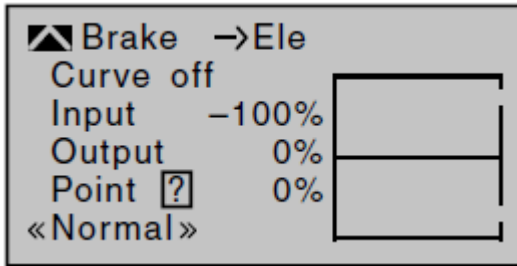 Brake –>Ele
Curve off
Input –100%
Output 0%
Point ? 0%
«Normal»